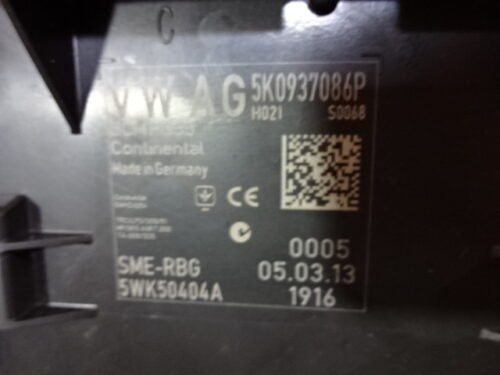 C
VW AG 5K0937086P
H021 S0068
Continental
Made in Germany
CE
0005
SME-RBG 05.03.13
5WK50404A 1916